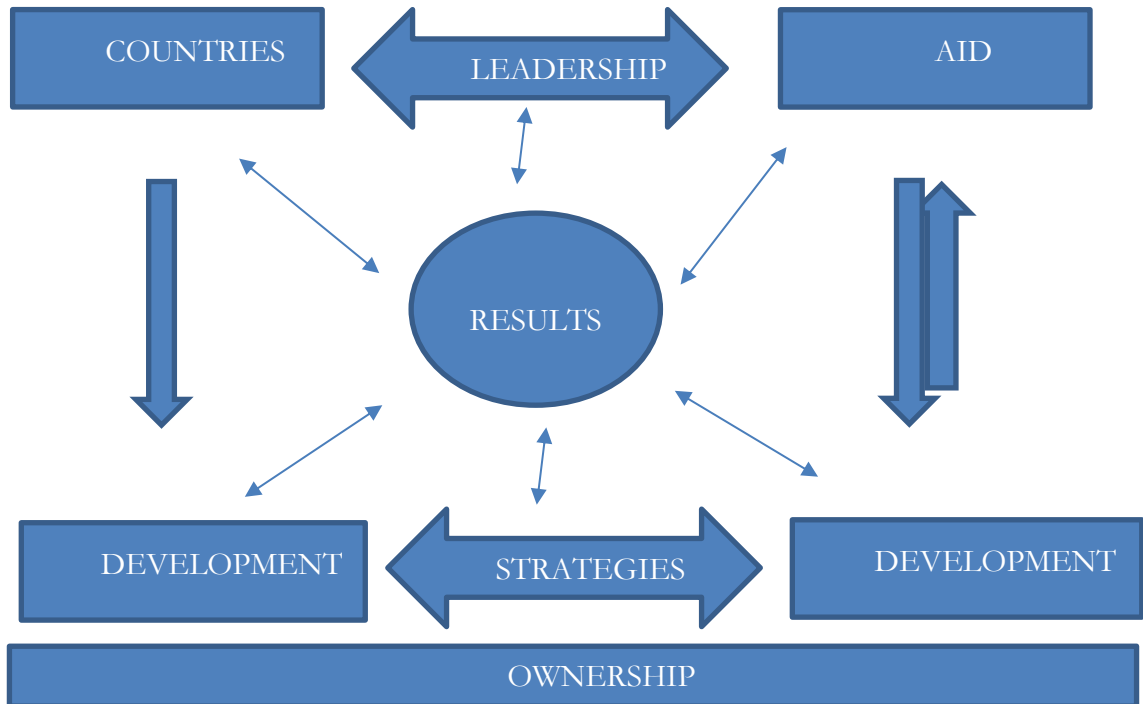 COUNTRIES
LEADERSHIP
AID
RESULTS
DEVELOPMENT
STRATEGIES
DEVELOPMENT
OWNERSHIP